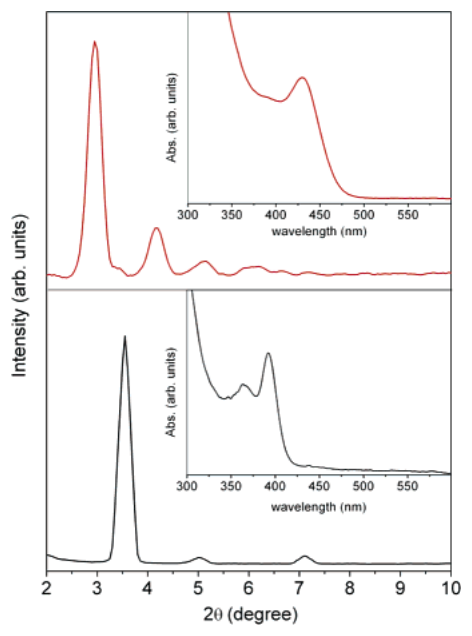 Intensity (arb. units)
Abs. (arb. units)
300 350 400 450 500 550
wavelength (nm)
Abs. (arb. units)
300 350 400 450 500 550
wavelength (nm)
2 3 4 5 6 7 8 9 10
2θ (degree)